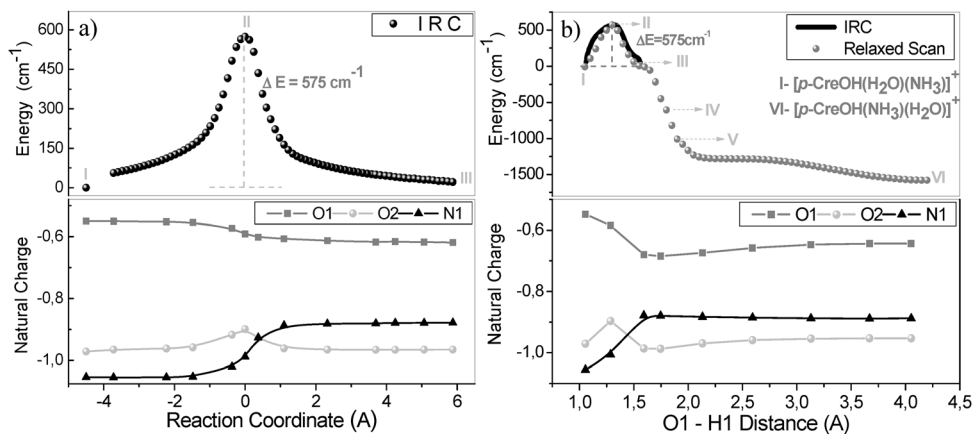 a)
600
450
300
150
0
Energy (cm⁻¹)
I R C
I
II
III
Δ E = 575 cm⁻¹
O1 O2 N1
-0,6
-0,8
-1,0
Natural Charge
-4 -2 0 2 4 6
Reaction Coordinate (A)
b)
500
0
-500
-1000
-1500
Energy (cm⁻¹)
IRC
Relaxed Scan
I
II
ΔE=575cm⁻¹
III
IV
V
VI
I- [p-CreOH(H₂O)(NH₃)]⁺
VI- [p-CreOH(NH₃)(H₂O)]⁺
O1 O2 N1
-0,6
-0,8
-1,0
Natural Charge
1,0 1,5 2,0 2,5 3,0 3,5 4,0 4,5
O1 - H1 Distance (A)